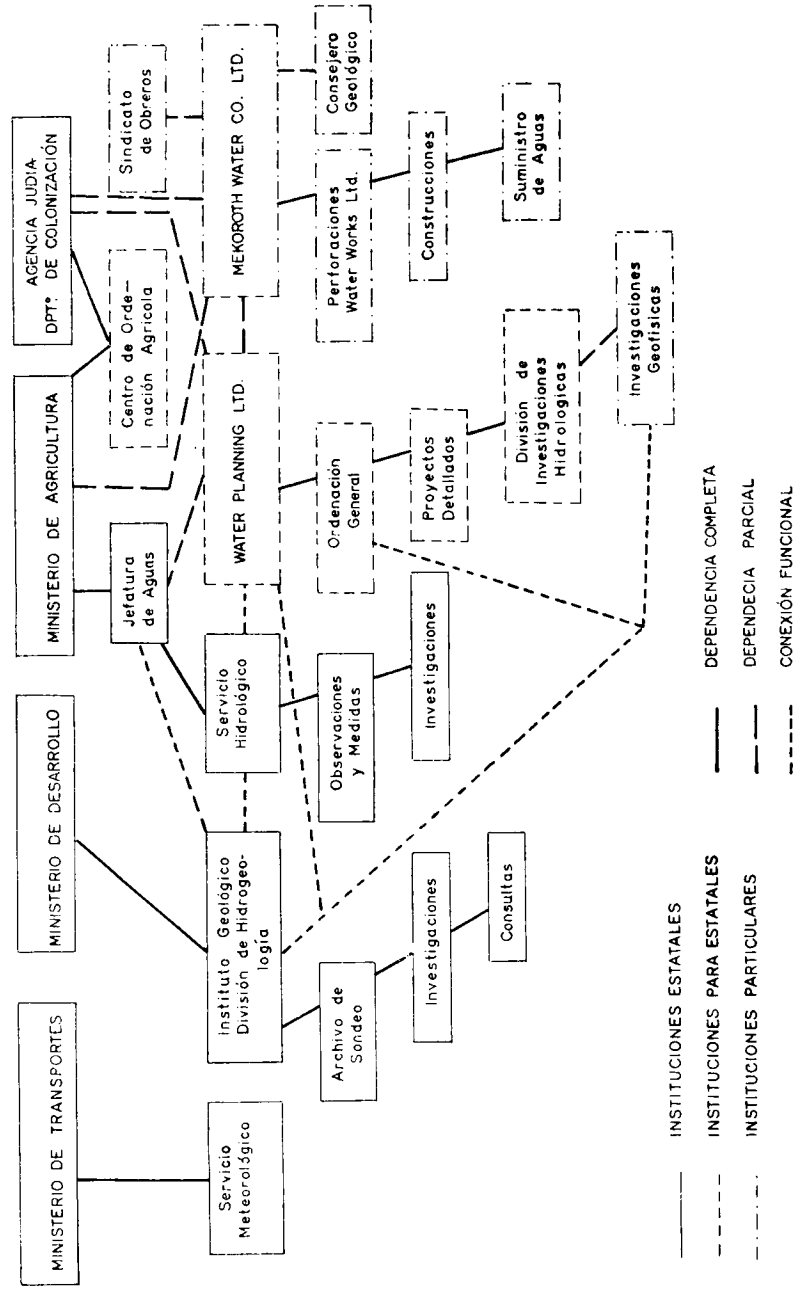 MINISTERIO DE TRANSPORTES
MINISTERIO DE DESARROLLO
MINISTERIO DE AGRICULTURA
AGENCIA JUDIA
DPTº. DE COLONIZACIÓN
Jefatura
de Aguas
Centro de Orde-
nación Agricola
Sindicato
de Obreros
Servicio
Meteorológico
Instituto Geológico
División de Hidrogeo-
logía
Servicio
Hidrológico
WATER PLANNING LTD.
MEKOROTH WATER CO. LTD.
Archivo de
Sondeo
Observaciones
y Medidas
Ordenación
General
Perforaciones
Water Works Ltd.
Consejero
Geológico
Investigaciones
Investigaciones
Proyectos
Detallados
Construcciones
Consultas
División de
Investigaciones
Hidrologicas
Suministro
de Aguas
Investigaciones
Geofisicas
INSTITUCIONES ESTATALES
INSTITUCIONES PARA ESTATALES
INSTITUCIONES PARTICULARES
DEPENDENCIA COMPLETA
DEPENDECIA PARCIAL
CONEXIÓN FUNCIONAL